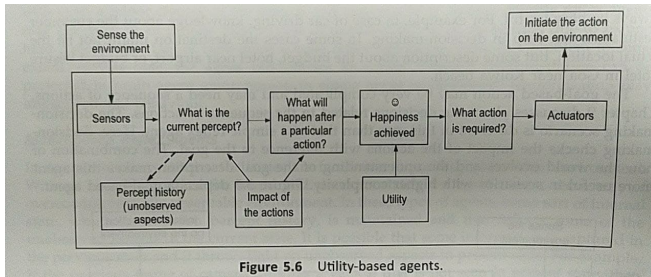 Sense the
environment
Initiate the action
on the environment
Sensors
What is the
current percept?
What will
happen after
a particular
action?
☺
Happiness
achieved
What action
is required?
Actuators
Percept history
(unobserved
aspects)
Impact of
the actions
Utility
Figure 5.6 Utility-based agents.